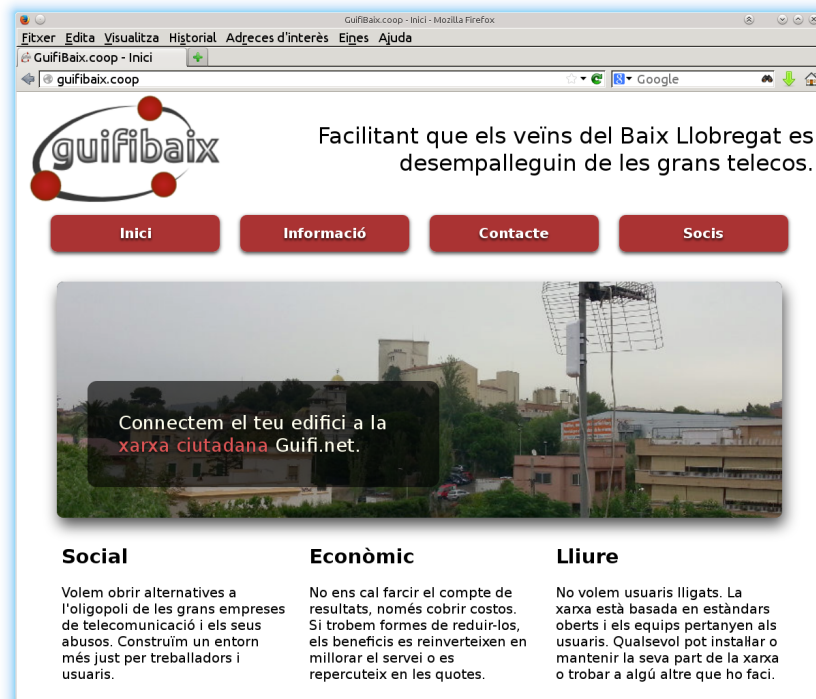 GuifiBaix.coop - Inici - Mozilla Firefox
Fitxer Edita Visualitza Historial Adreces d'interès Eines Ajuda
GuifiBaix.coop - Inici
guifibaix.coop Google
guifibaix
Facilitant que els veïns del Baix Llobregat es
desempalleguin de les grans telecos.
Inici Informació Contacte Socis
Connectem el teu edifici a la
xarxa ciutadana Guifi.net.
Social
Volem obrir alternatives a
l'oligopoli de les grans empreses
de telecomunicació i els seus
abusos. Construïm un entorn
més just per treballadors i
usuaris.
Econòmic
No ens cal farcir el compte de
resultats, només cobrir costos.
Si trobem formes de reduir-los,
els beneficis es reinverteixen en
millorar el servei o es
repercuteix en les quotes.
Lliure
No volem usuaris lligats. La
xarxa està basada en estàndars
oberts i els equips pertanyen als
usuaris. Qualsevol pot instal·lar o
mantenir la seva part de la xarxa
o trobar a algú altre que ho faci.